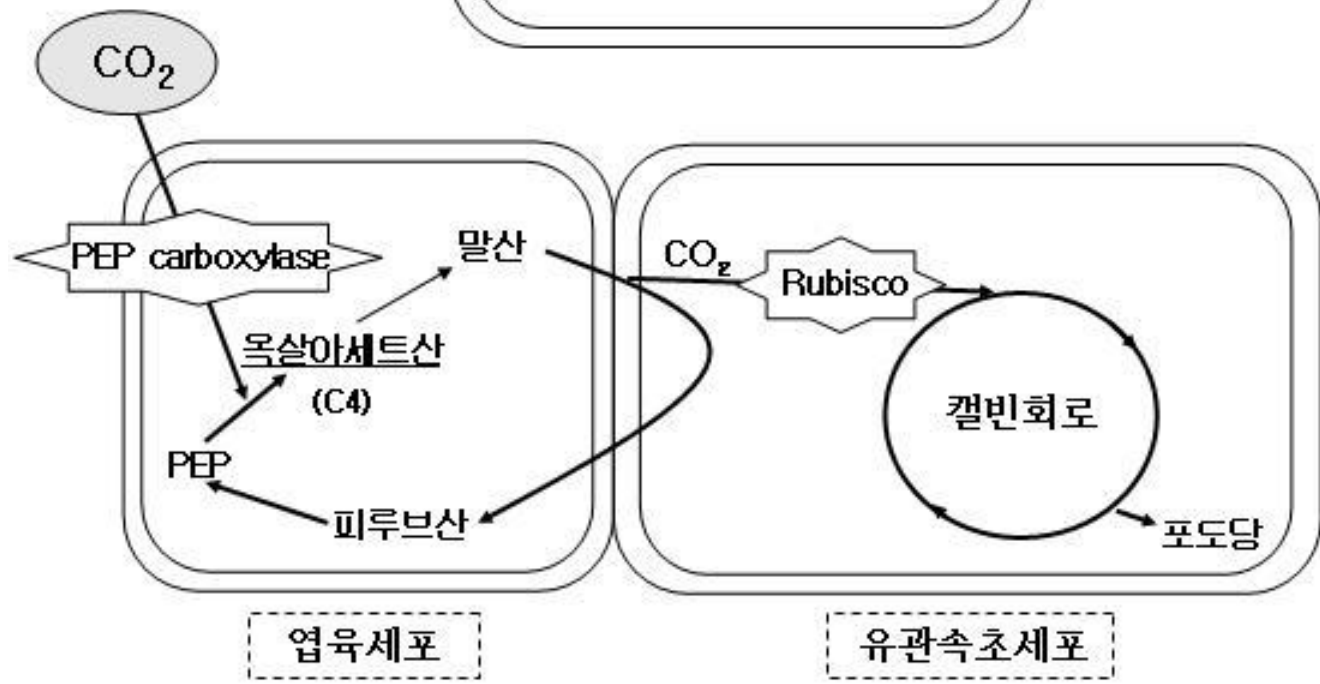 CO₂
PEP carboxylase
말산
CO₂
Rubisco
옥살아세트산
(C4)
캘빈회로
PEP
피루브산
포도당
엽육세포
유관속초세포